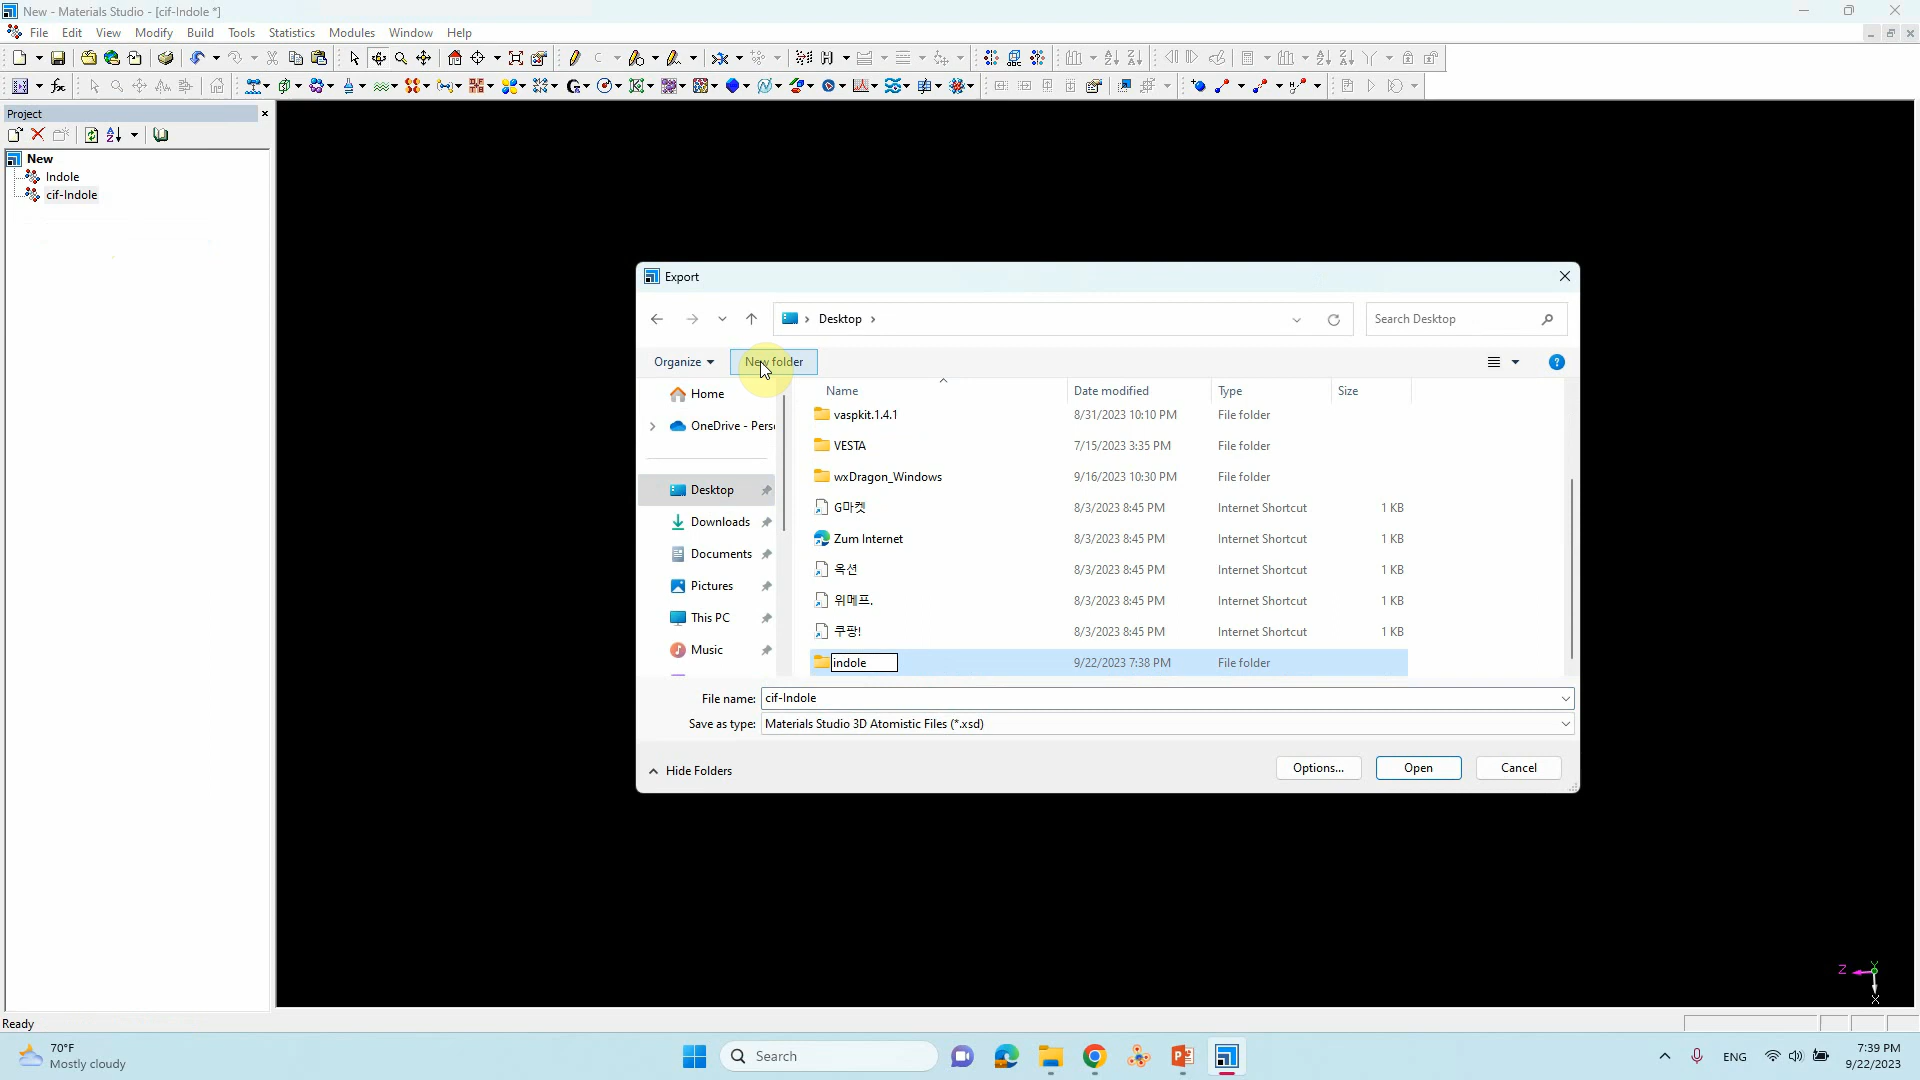 New - Materials Studio - [cif-Indole *]
File Edit View Modify Build Tools Statistics Modules Window Help
Project
New
Indole
cif-Indole
Export
Desktop
Search Desktop
Organize
New folder
Name Date modified Type Size
Home
OneDrive - Pers
Desktop
Downloads
Documents
Pictures
This PC
Music
vaspkit.1.4.1 8/31/2023 10:10 PM File folder
VESTA 7/15/2023 3:35 PM File folder
wxDragon_Windows 9/16/2023 10:30 PM File folder
G마켓 8/3/2023 8:45 PM Internet Shortcut 1 KB
Zum Internet 8/3/2023 8:45 PM Internet Shortcut 1 KB
옥션 8/3/2023 8:45 PM Internet Shortcut 1 KB
위메프. 8/3/2023 8:45 PM Internet Shortcut 1 KB
쿠팡! 8/3/2023 8:45 PM Internet Shortcut 1 KB
indole 9/22/2023 7:38 PM File folder
File name: cif-Indole
Save as type: Materials Studio 3D Atomistic Files (*.xsd)
Hide Folders
Options... Open Cancel
Z Y
X
Ready
70°F
Mostly cloudy
Search
ENG
7:39 PM
9/22/2023